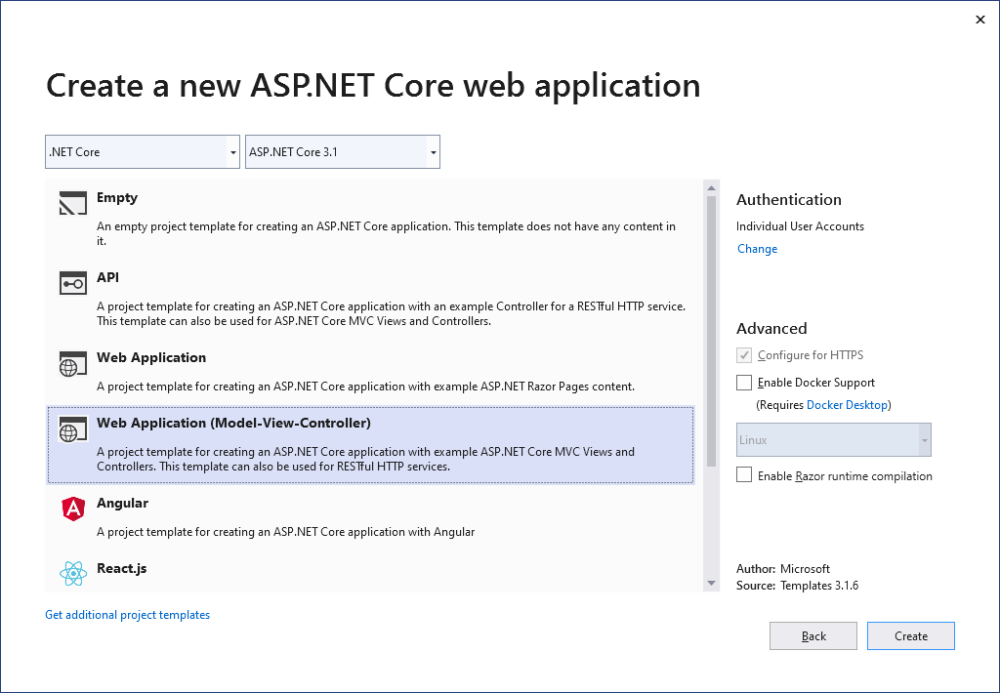 Create a new ASP.NET Core web application
.NET Core
ASP.NET Core 3.1
Empty
An empty project template for creating an ASP.NET Core application. This template does not have any content in
it.
API
A project template for creating an ASP.NET Core application with an example Controller for a RESTful HTTP service.
This template can also be used for ASP.NET Core MVC Views and Controllers.
Web Application
A project template for creating an ASP.NET Core application with example ASP.NET Razor Pages content.
Web Application (Model-View-Controller)
A project template for creating an ASP.NET Core application with example ASP.NET Core MVC Views and
Controllers. This template can also be used for RESTful HTTP services.
Angular
A project template for creating an ASP.NET Core application with Angular
React.js
Get additional project templates
Authentication
Individual User Accounts
Change
Advanced
Configure for HTTPS
Enable Docker Support
(Requires Docker Desktop)
Linux
Enable Razor runtime compilation
Author: Microsoft
Source: Templates 3.1.6
Back
Create